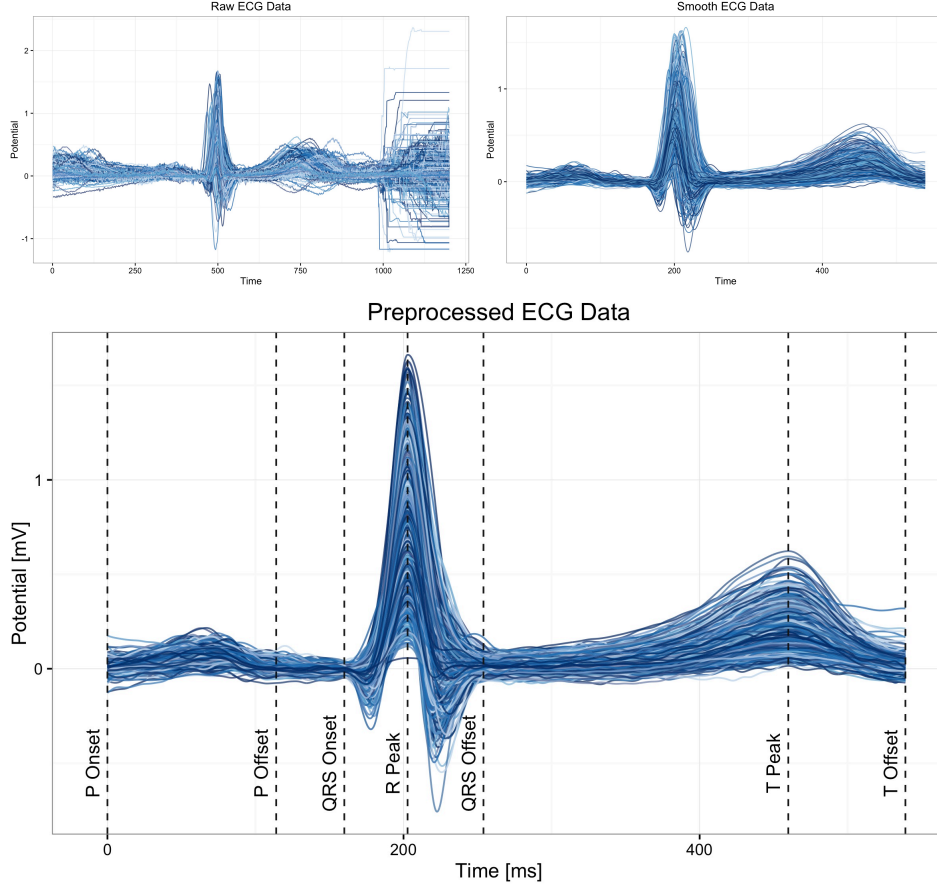 Raw ECG Data
Potential
2
1
0
-1
0 250 500 750 1000 1250
Time
Smooth ECG Data
Potential
1
0
0 200 400
Time
Preprocessed ECG Data
Potential [mV]
1
0
P Onset
P Offset
QRS Onset
R Peak
QRS Offset
T Peak
T Offset
0 200 400
Time [ms]